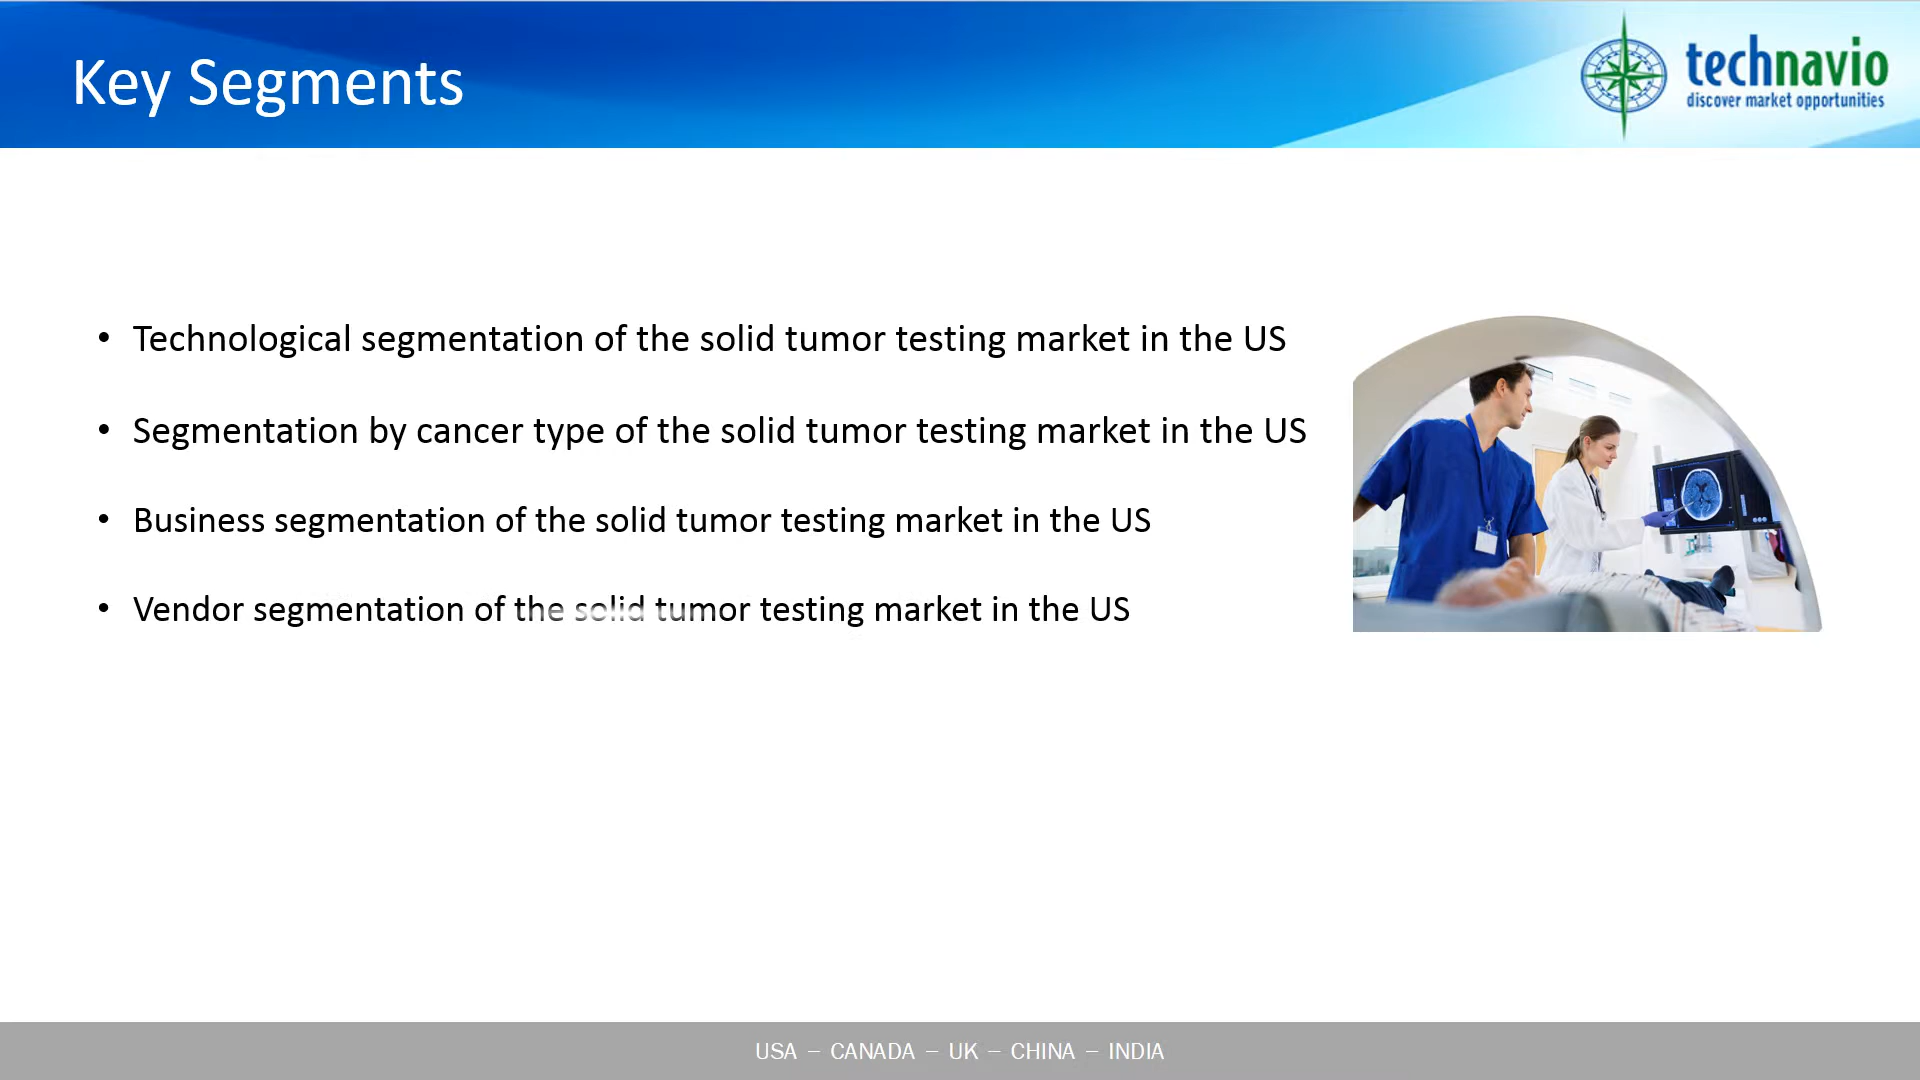 Key Segments
technavio
discover market opportunities
• Technological segmentation of the solid tumor testing market in the US
• Segmentation by cancer type of the solid tumor testing market in the US
• Business segmentation of the solid tumor testing market in the US
• Vendor segmentation of the solid tumor testing market in the US
USA – CANADA – UK – CHINA – INDIA